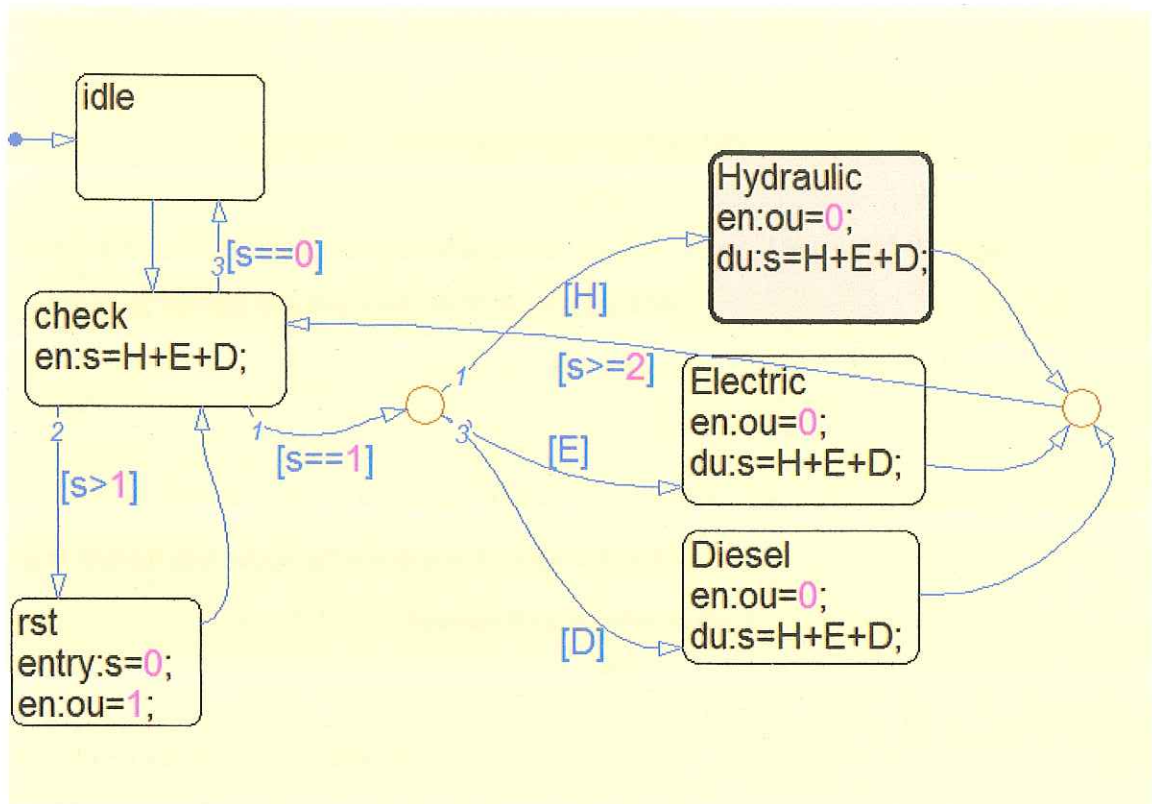 idle
[s==0]
3
check
en:s=H+E+D;
2
[s>1]
1
[s==1]
rst
entry:s=0;
en:ou=1;
1
[H]
[s>=2]
3
[E]
[D]
Hydraulic
en:ou=0;
du:s=H+E+D;
Electric
en:ou=0;
du:s=H+E+D;
Diesel
en:ou=0;
du:s=H+E+D;